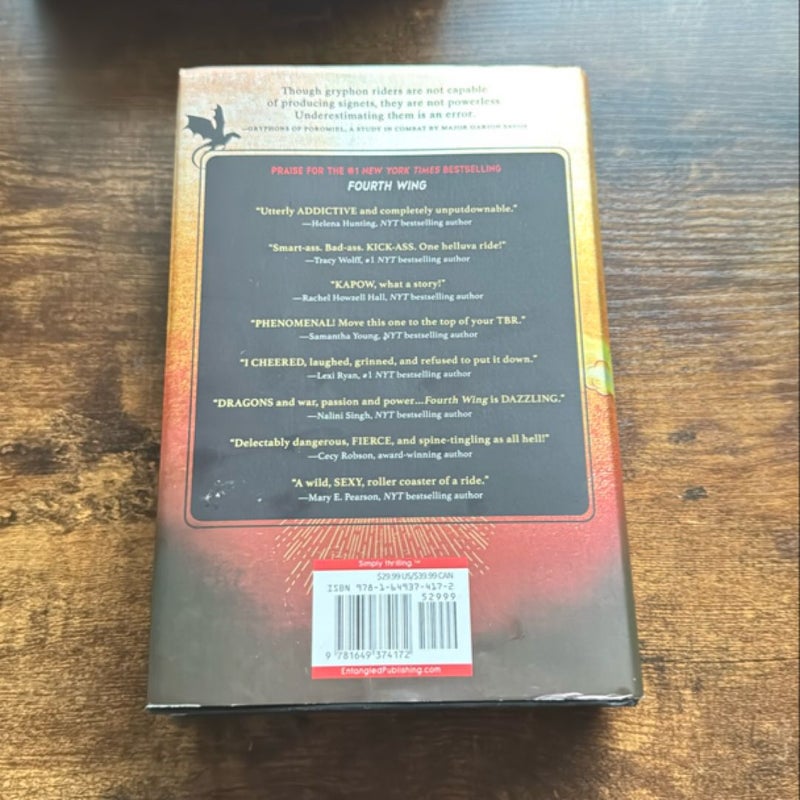 Though gryphon riders are not capable
of producing signets, they are not powerless.
Underestimating them is an error.
—GRYPHONS OF POROMIEL, A STUDY IN COMBAT BY MAJOR GARION SAVOY
PRAISE FOR THE #1 NEW YORK TIMES BESTSELLING
FOURTH WING
“Utterly ADDICTIVE and completely unputdownable.”
—Helena Hunting, NYT bestselling author
“Smart-ass. Bad-ass. KICK-ASS. One helluva ride!”
—Tracy Wolff, #1 NYT bestselling author
“KAPOW, what a story!”
—Rachel Howzell Hall, NYT bestselling author
“PHENOMENAL! Move this one to the top of your TBR.”
—Samantha Young, NYT bestselling author
“I CHEERED, laughed, grinned, and refused to put it down.”
—Lexi Ryan, #1 NYT bestselling author
“DRAGONS and war, passion and power...Fourth Wing is DAZZLING.”
—Nalini Singh, NYT bestselling author
“Delectably dangerous, FIERCE, and spine-tingling as all hell!”
—Cecy Robson, award-winning author
“A wild, SEXY, roller coaster of a ride.”
—Mary E. Pearson, NYT bestselling author
Simply thrilling.™
$29.99 US/$39.99 CAN
ISBN 978-1-64937-417-2
52999
9 781649 374172
EntangledPublishing.com